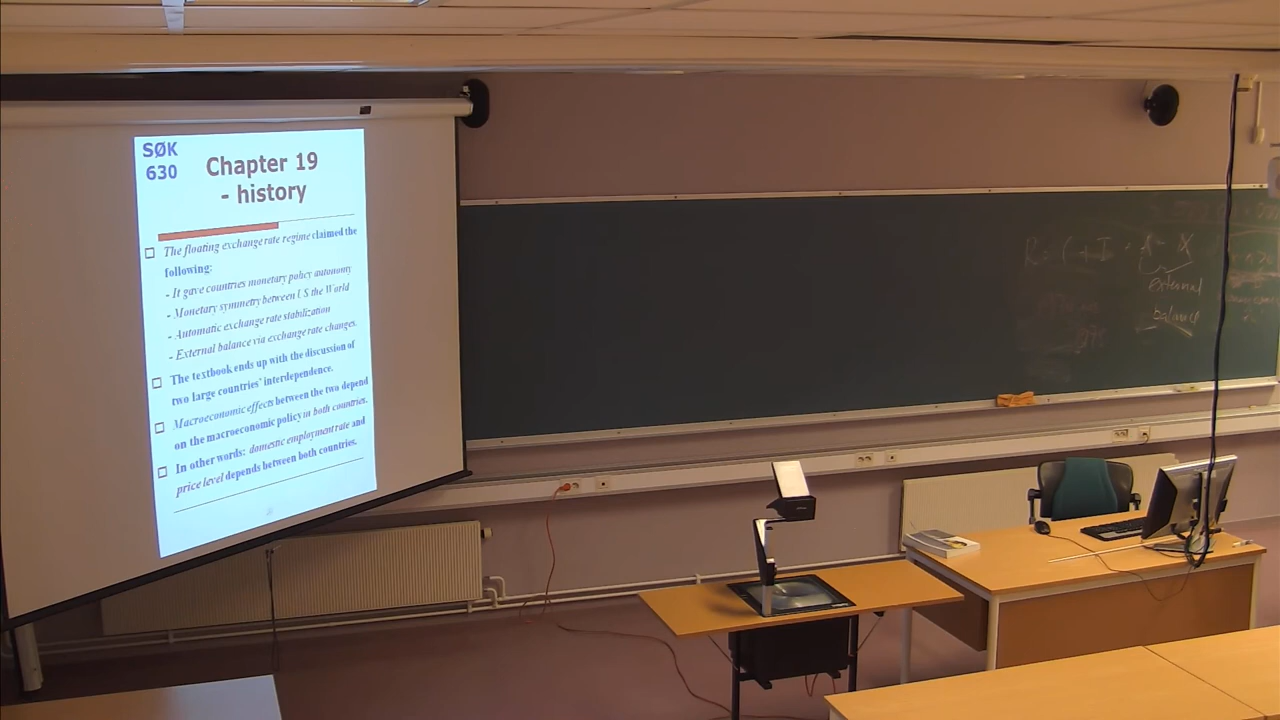 SØK
630
Chapter 19
- history
The floating exchange rate regime claimed the
following:
- It gave countries monetary policy autonomy
- Monetary symmetry between US the World
- Automatic exchange rate stabilization
- External balance via exchange rate changes.
The textbook ends up with the discussion of
two large countries' interdependence.
Macroeconomic effects between the two depend
on the macroeconomic policy in both countries.
In other words: domestic employment rate and
price level depends between both countries.
external
balance